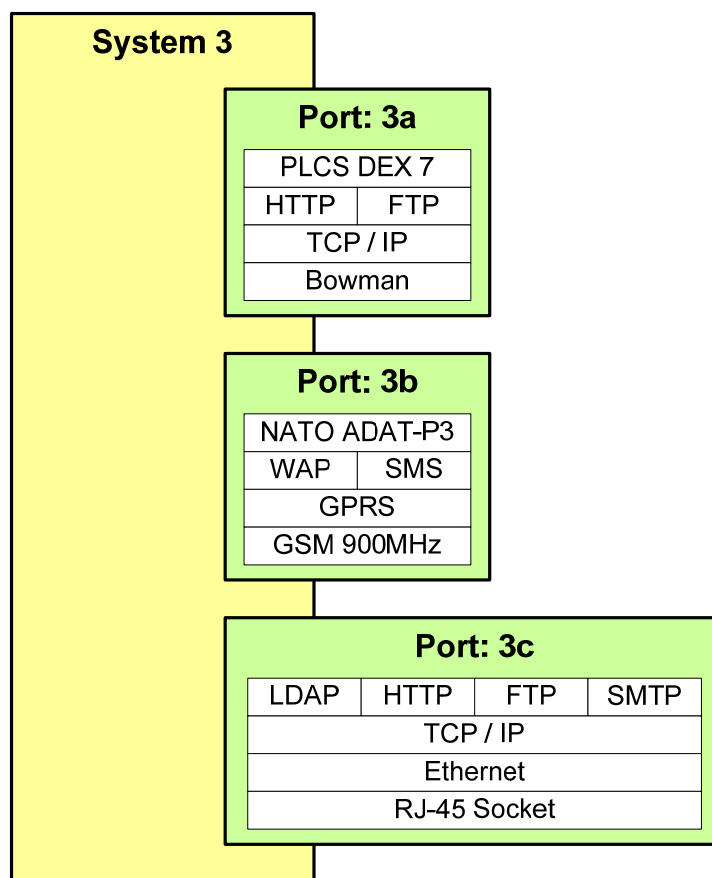 System 3
Port: 3a
PLCS DEX 7
HTTP FTP
TCP / IP
Bowman
Port: 3b
NATO ADAT-P3
WAP SMS
GPRS
GSM 900MHz
Port: 3c
LDAP HTTP FTP SMTP
TCP / IP
Ethernet
RJ-45 Socket